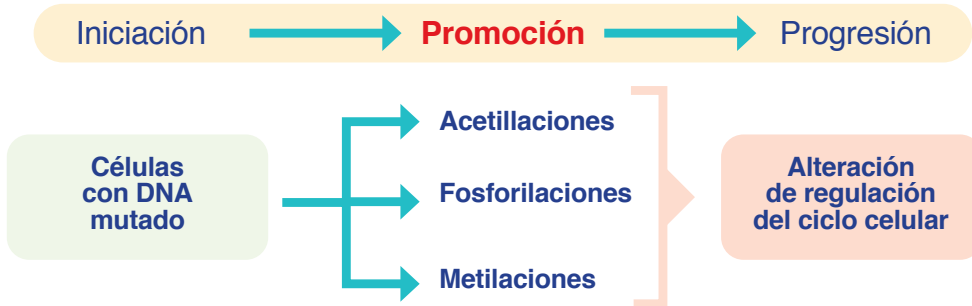 Iniciación
Promoción
Progresión
Células
con DNA
mutado
Acetillaciones
Fosforilaciones
Metilaciones
Alteración
de regulación
del ciclo celular